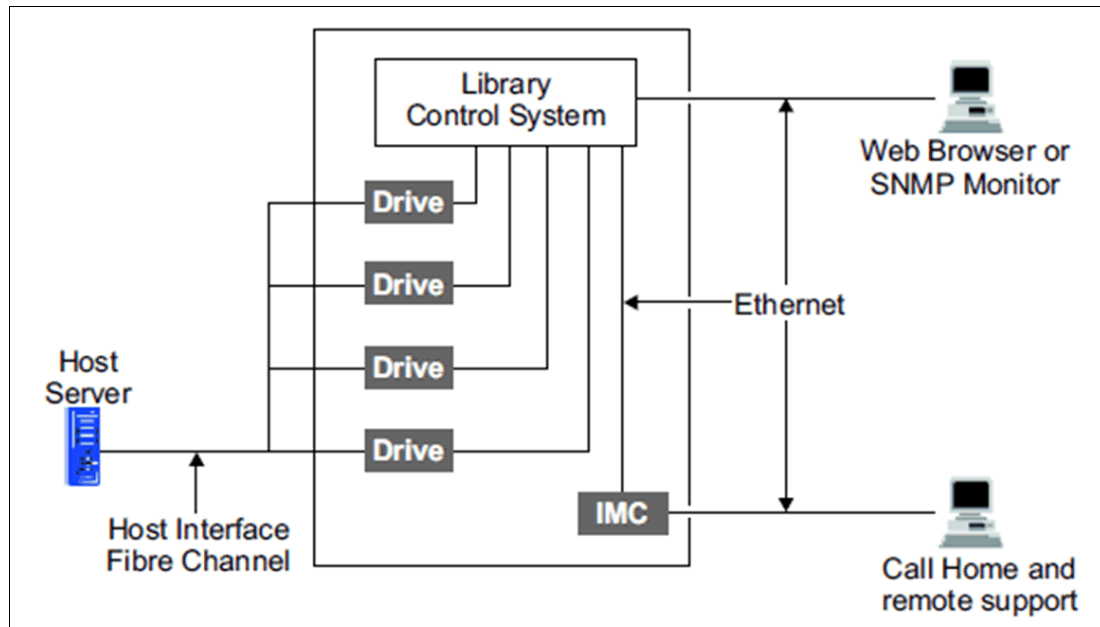 Library
Control System
Web Browser or
SNMP Monitor
Drive
Drive
Ethernet
Drive
Host
Server
Drive
IMC
Host Interface
Fibre Channel
Call Home and
remote support